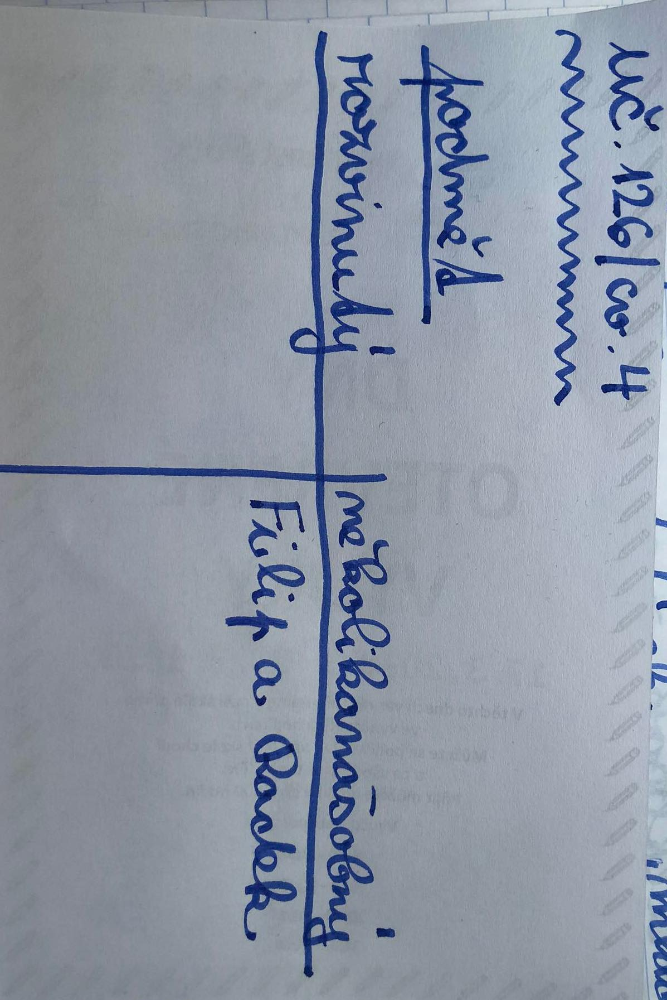 uč. 126/cv. 4
podmět
rozvinutý | několikanásobný
Filip a Radek